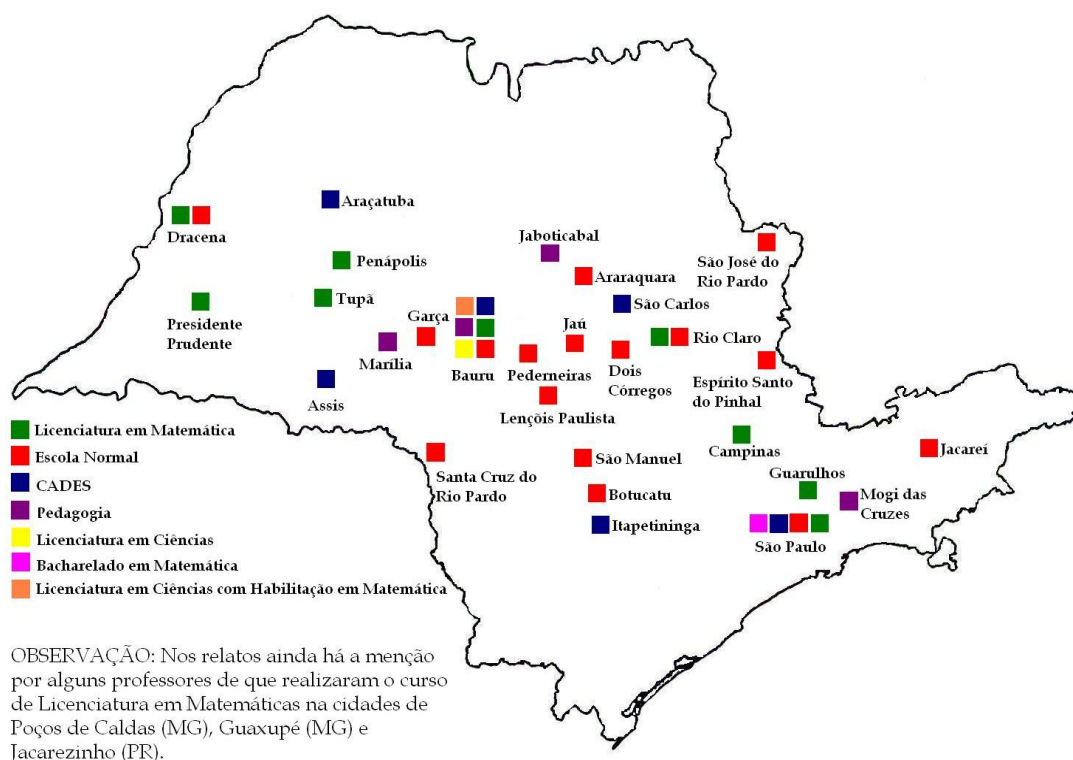 Araçatuba
Dracena
Jaboticabal
São José do
Rio Pardo
Penápolis
Araraquara
Tupã
São Carlos
Presidente
Prudente
Garça
Jaú
Rio Claro
Marília
Bauru
Pederneiras
Dois
Córregos
Espírito Santo
do Pinhal
Assis
Lençõis Paulista
Licenciatura em Matemática
Escola Normal
CADES
Pedagogia
Licenciatura em Ciências
Bacharelado em Matemática
Licenciatura em Ciências com Habilitação em Matemática
Santa Cruz do
Rio Pardo
São Manuel
Campinas
Jacareí
Guarulhos
Botucatu
Mogi das
Cruzes
Itapetininga
São Paulo
OBSERVAÇÃO: Nos relatos ainda há a menção
por alguns professores de que realizaram o curso
de Licenciatura em Matemáticas na cidades de
Poços de Caldas (MG), Guaxupé (MG) e
Jacarezinho (PR).